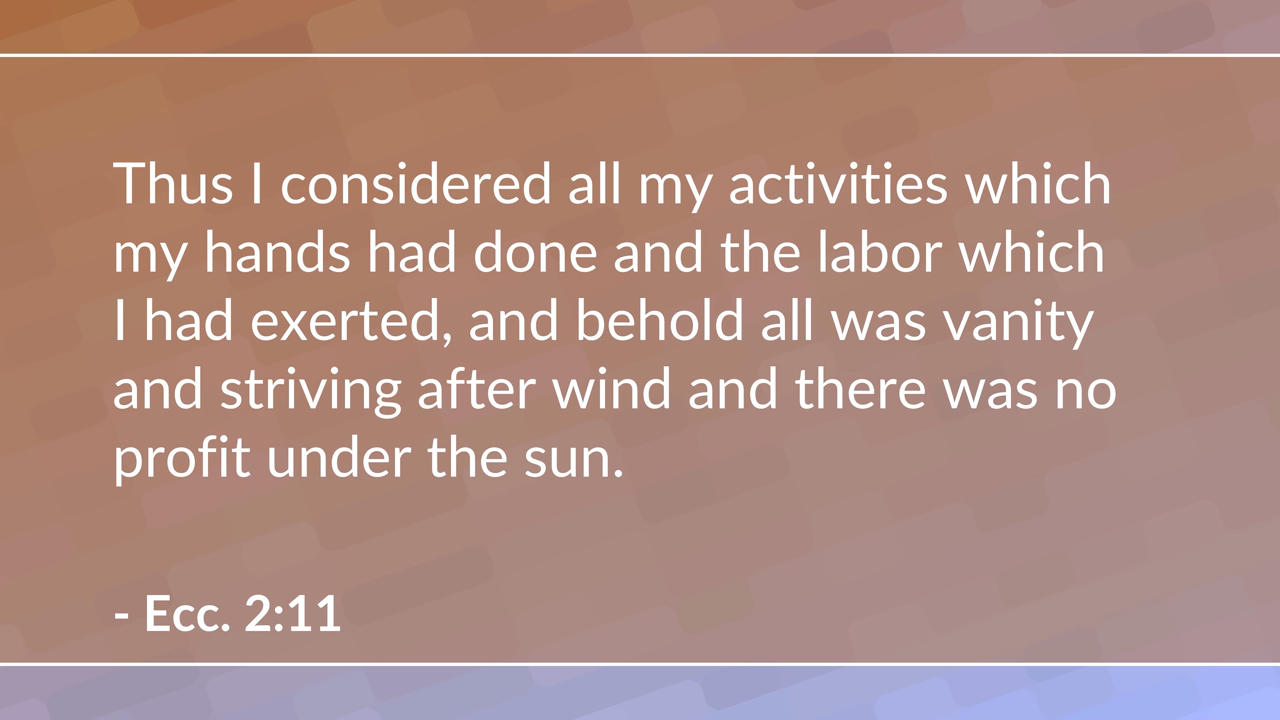 Thus I considered all my activities which
my hands had done and the labor which
I had exerted, and behold all was vanity
and striving after wind and there was no
profit under the sun.
- Ecc. 2:11